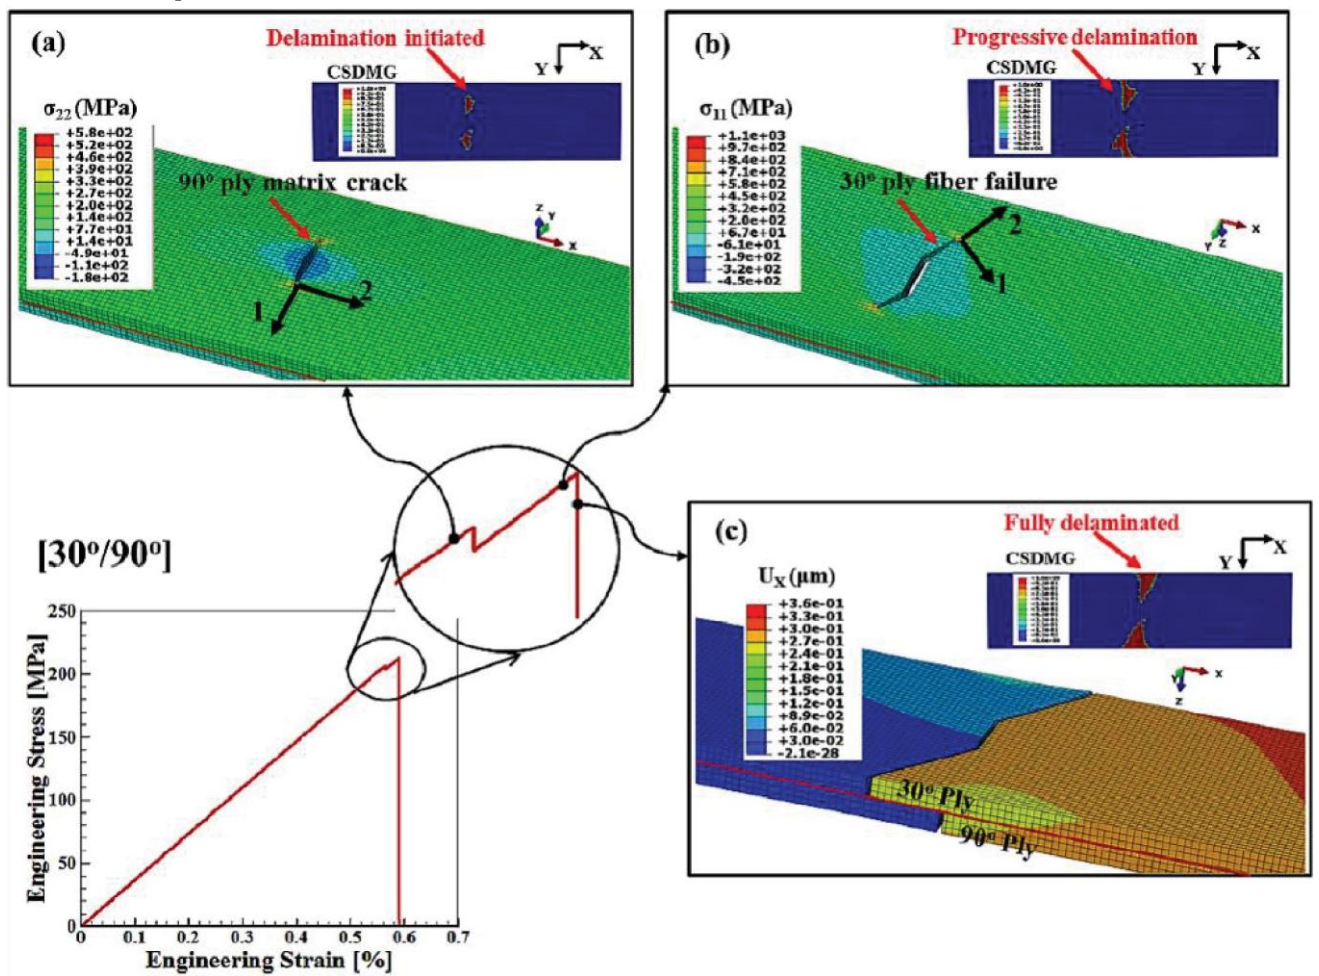 (a)
Delamination initiated
X
Y
CSDMG
σ22 (MPa)
+5.8e+02
+5.2e+02
+4.6e+02
+3.9e+02
+3.3e+02
+2.7e+02
+2.0e+02
+1.4e+02
+7.7e+01
+1.4e+01
-4.9e+01
-1.1e+02
-1.8e+02
90° ply matrix crack
Z
Y
X
1
2
(b)
Progressive delamination
X
Y
CSDMG
σ11 (MPa)
+1.1e+03
+9.7e+02
+8.4e+02
+7.1e+02
+5.8e+02
+4.5e+02
+3.2e+02
+2.0e+02
+6.7e+01
-6.1e+01
-1.9e+02
-3.2e+02
-4.5e+02
30° ply fiber failure
2
1
X
Y
Z
[30°/90°]
250
200
150
100
50
0
Engineering Stress [MPa]
0 0.1 0.2 0.3 0.4 0.5 0.6 0.7
Engineering Strain [%]
(c)
Fully delaminated
X
Y
CSDMG
UX (μm)
+3.6e-01
+3.3e-01
+3.0e-01
+2.7e-01
+2.4e-01
+2.1e-01
+1.8e-01
+1.5e-01
+1.2e-01
+8.9e-02
+6.0e-02
+3.0e-02
-2.1e-28
Y
X
Z
30° Ply
90° Ply